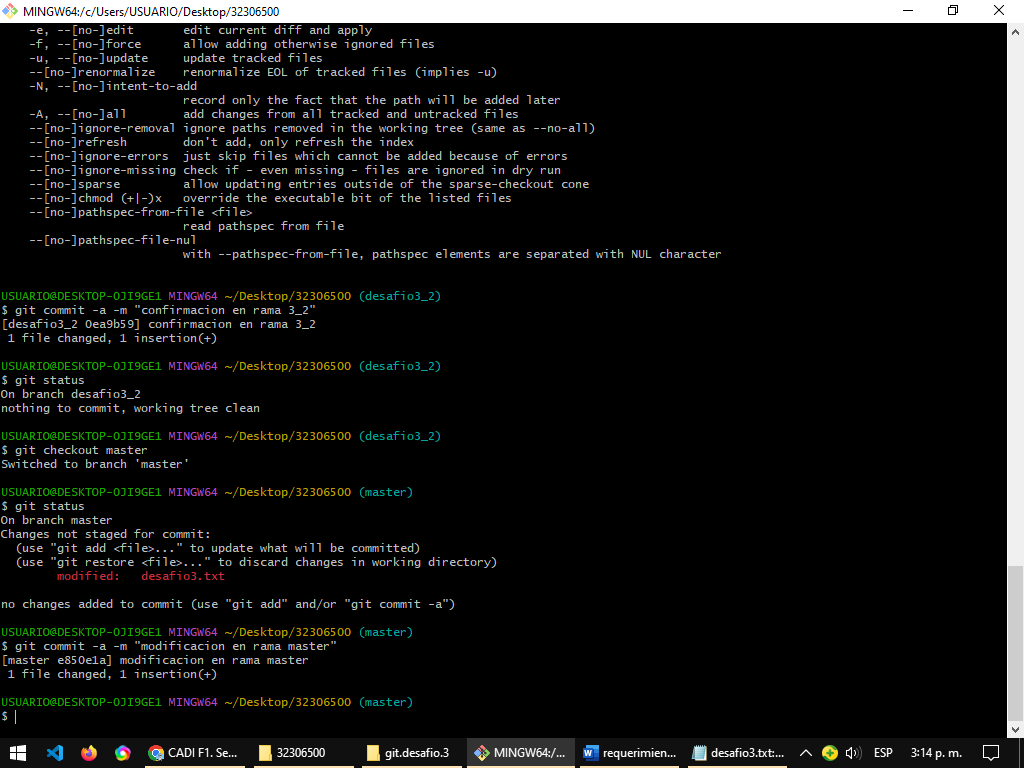 MINGW64:/c/Users/USUARIO/Desktop/32306500
    -e, --[no-]edit       edit current diff and apply
    -f, --[no-]force      allow adding otherwise ignored files
    -u, --[no-]update     update tracked files
    --[no-]renormalize    renormalize EOL of tracked files (implies -u)
    -N, --[no-]intent-to-add
                          record only the fact that the path will be added later
    -A, --[no-]all        add changes from all tracked and untracked files
    --[no-]ignore-removal ignore paths removed in the working tree (same as --no-all)
    --[no-]refresh        don't add, only refresh the index
    --[no-]ignore-errors  just skip files which cannot be added because of errors
    --[no-]ignore-missing check if - even missing - files are ignored in dry run
    --[no-]sparse         allow updating entries outside of the sparse-checkout cone
    --[no-]chmod (+|-)x   override the executable bit of the listed files
    --[no-]pathspec-from-file <file>
                          read pathspec from file
    --[no-]pathspec-file-nul
                          with --pathspec-from-file, pathspec elements are separated with NUL character
USUARIO@DESKTOP-OJI9GE1 MINGW64 ~/Desktop/32306500 (desafio3_2)
$ git commit -a -m "confirmacion en rama 3_2"
[desafio3_2 0ea9b59] confirmacion en rama 3_2
 1 file changed, 1 insertion(+)
USUARIO@DESKTOP-OJI9GE1 MINGW64 ~/Desktop/32306500 (desafio3_2)
$ git status
On branch desafio3_2
nothing to commit, working tree clean
USUARIO@DESKTOP-OJI9GE1 MINGW64 ~/Desktop/32306500 (desafio3_2)
$ git checkout master
Switched to branch 'master'
USUARIO@DESKTOP-OJI9GE1 MINGW64 ~/Desktop/32306500 (master)
$ git status
On branch master
Changes not staged for commit:
  (use "git add <file>..." to update what will be committed)
  (use "git restore <file>..." to discard changes in working directory)
        modified:   desafio3.txt
no changes added to commit (use "git add" and/or "git commit -a")
USUARIO@DESKTOP-OJI9GE1 MINGW64 ~/Desktop/32306500 (master)
$ git commit -a -m "modificacion en rama master"
[master e850e1a] modificacion en rama master
 1 file changed, 1 insertion(+)
USUARIO@DESKTOP-OJI9GE1 MINGW64 ~/Desktop/32306500 (master)
$
CADI F1. Se... 32306500 git.desafio.3 MINGW64:/... requerimien... desafio3.txt:... ESP 3:14 p. m.